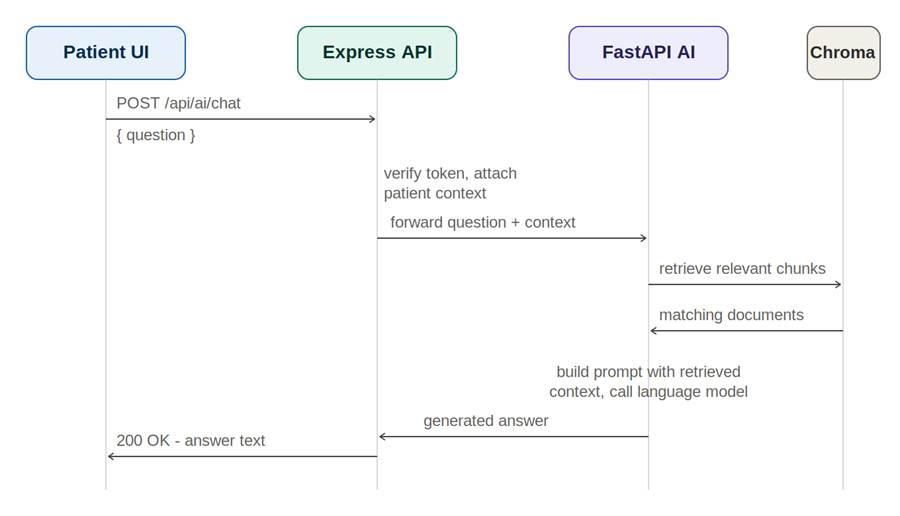 Patient UI
Express API
FastAPI AI
Chroma
POST /api/ai/chat
{ question }
verify token, attach
patient context
forward question + context
retrieve relevant chunks
matching documents
build prompt with retrieved
context, call language model
generated answer
200 OK - answer text